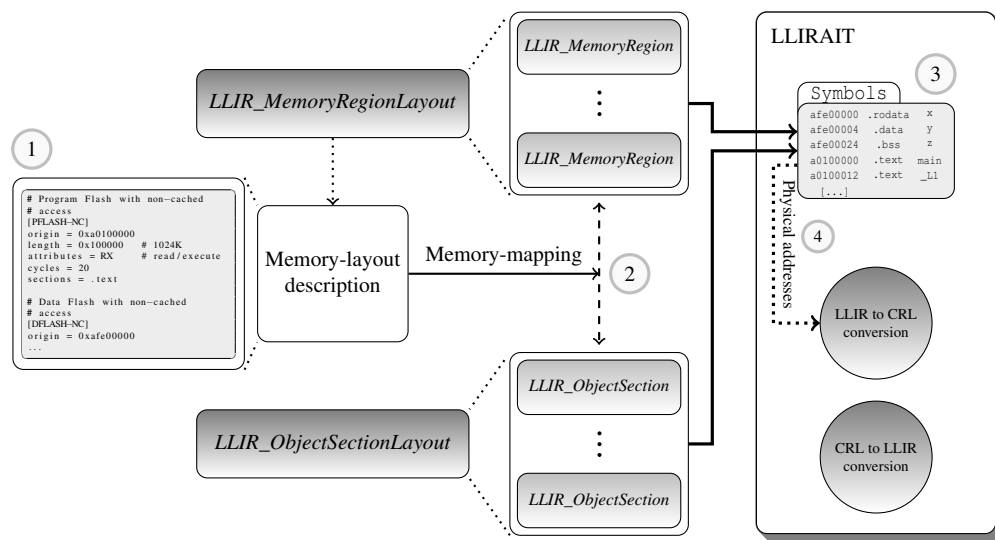 LLIR_MemoryRegionLayout
LLIR_MemoryRegion
LLIR_MemoryRegion
1
# Program Flash with non-cached
# access
[PFLASH-NC]
origin = 0xa0100000
length = 0x100000 # 1024K
attributes = RX # read/execute
cycles = 20
sections = .text
# Data Flash with non-cached
# access
[DFLASH-NC]
origin = 0xafe00000
...
Memory-layout
description
Memory-mapping
2
LLIR_ObjectSectionLayout
LLIR_ObjectSection
LLIR_ObjectSection
LLIRAIT
3
Symbols
afe00000 .rodata x
afe00004 .data y
afe00024 .bss z
a0100000 .text main
a0100012 .text _L1
[...]
Physical addresses
4
LLIR to CRL
conversion
CRL to LLIR
conversion